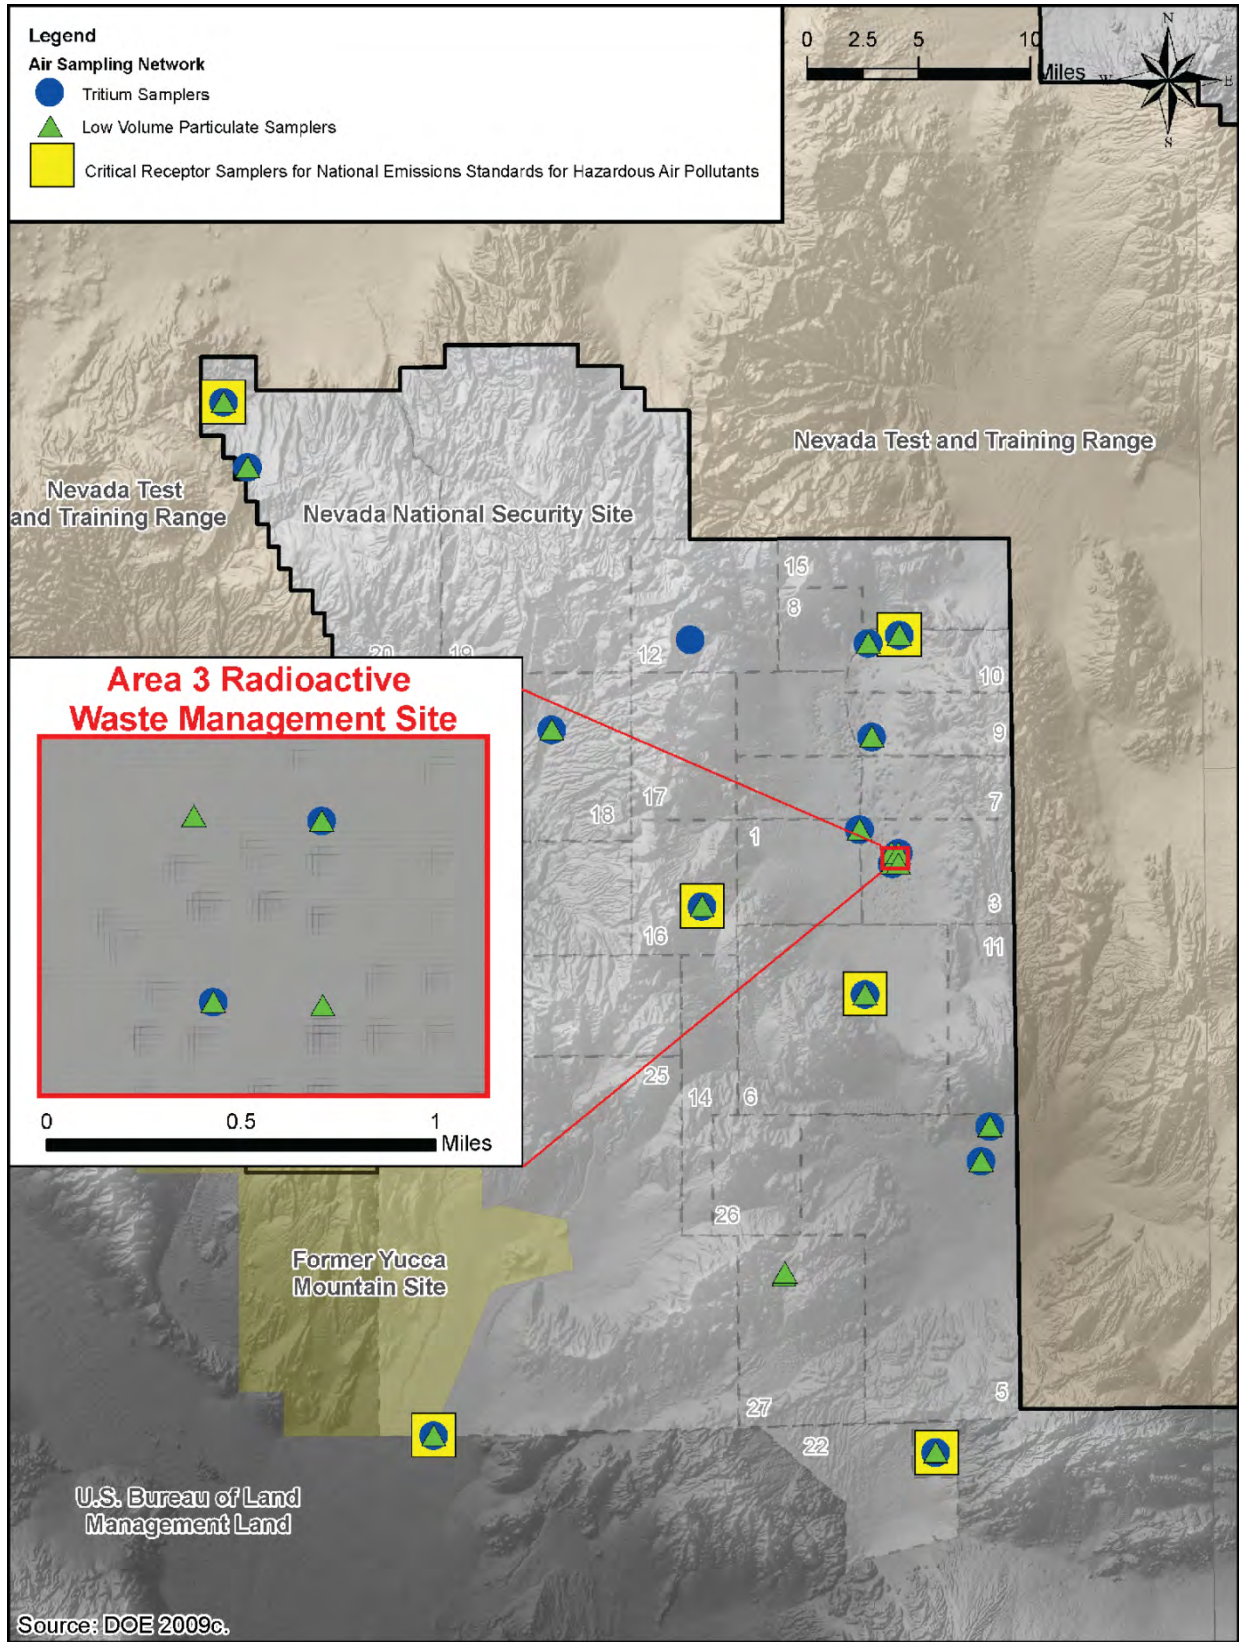 Legend
Air Sampling Network
Tritium Samplers
Low Volume Particulate Samplers
Critical Receptor Samplers for National Emissions Standards for Hazardous Air Pollutants
0 2.5 5 10
Miles
N
W E
S
Nevada Test and Training Range
Nevada Test
and Training Range
Nevada National Security Site
15
8
20 19 12
10
9
17
18
7
1
3
16
11
25
14 6
26
27
5
22
Area 3 Radioactive
Waste Management Site
0 0.5 1
Miles
Former Yucca
Mountain Site
U.S. Bureau of Land
Management Land
Source: DOE 2009c.